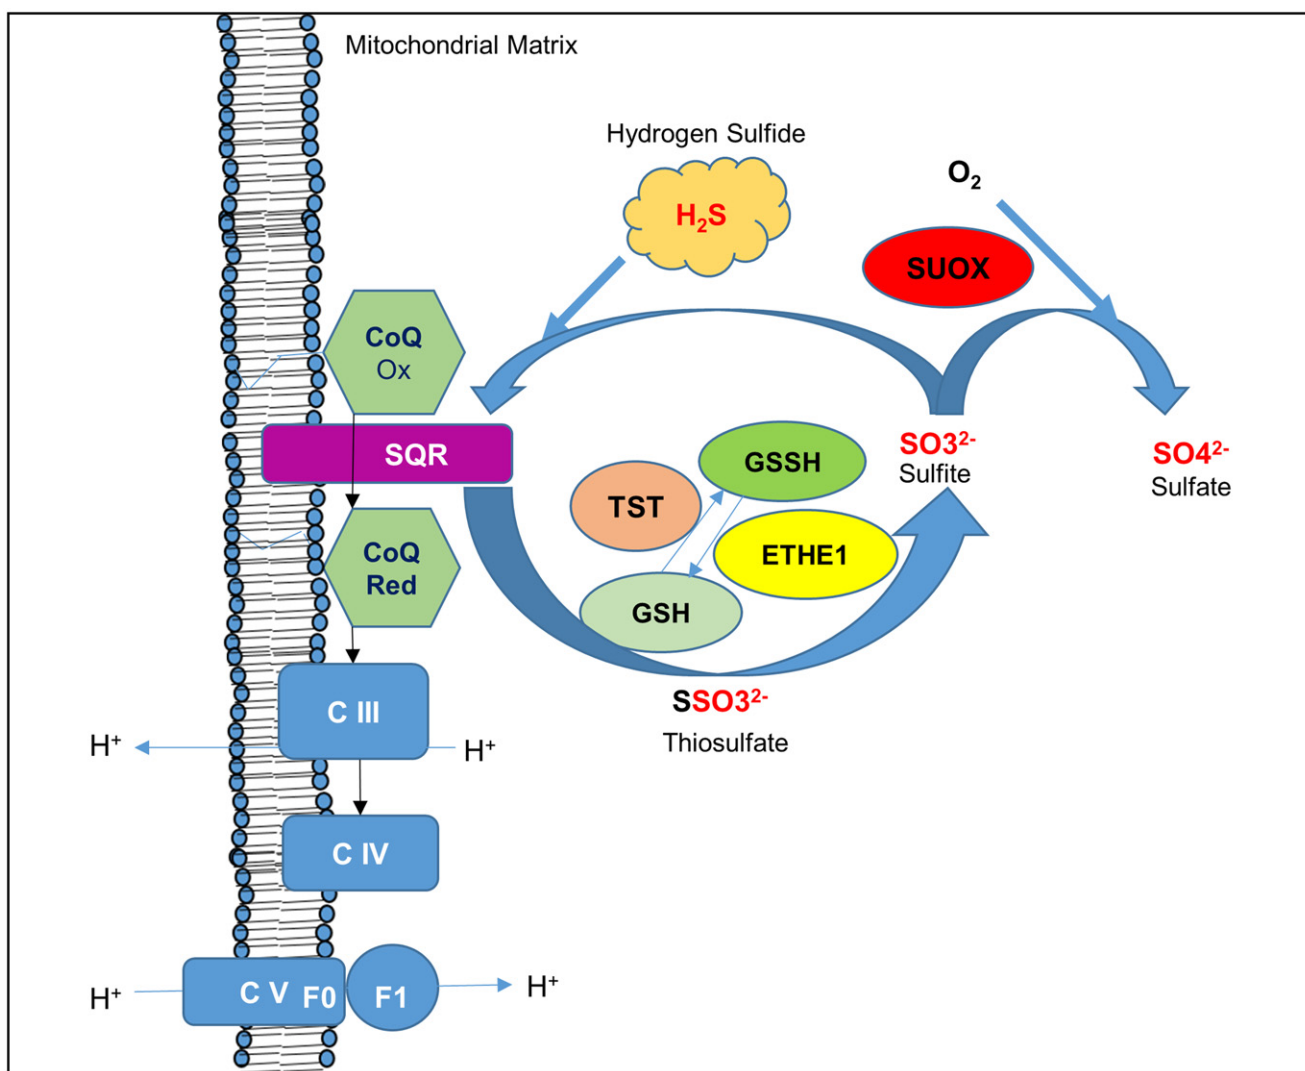 Mitochondrial Matrix
Hydrogen Sulfide
H₂S
O₂
SUOX
CoQ
Ox
SQR
GSSH
SO3²⁻
Sulfite
SO4²⁻
Sulfate
TST
ETHE1
CoQ
Red
GSH
SSO3²⁻
Thiosulfate
C III
H⁺
H⁺
C IV
H⁺
C V F0
F1
H⁺